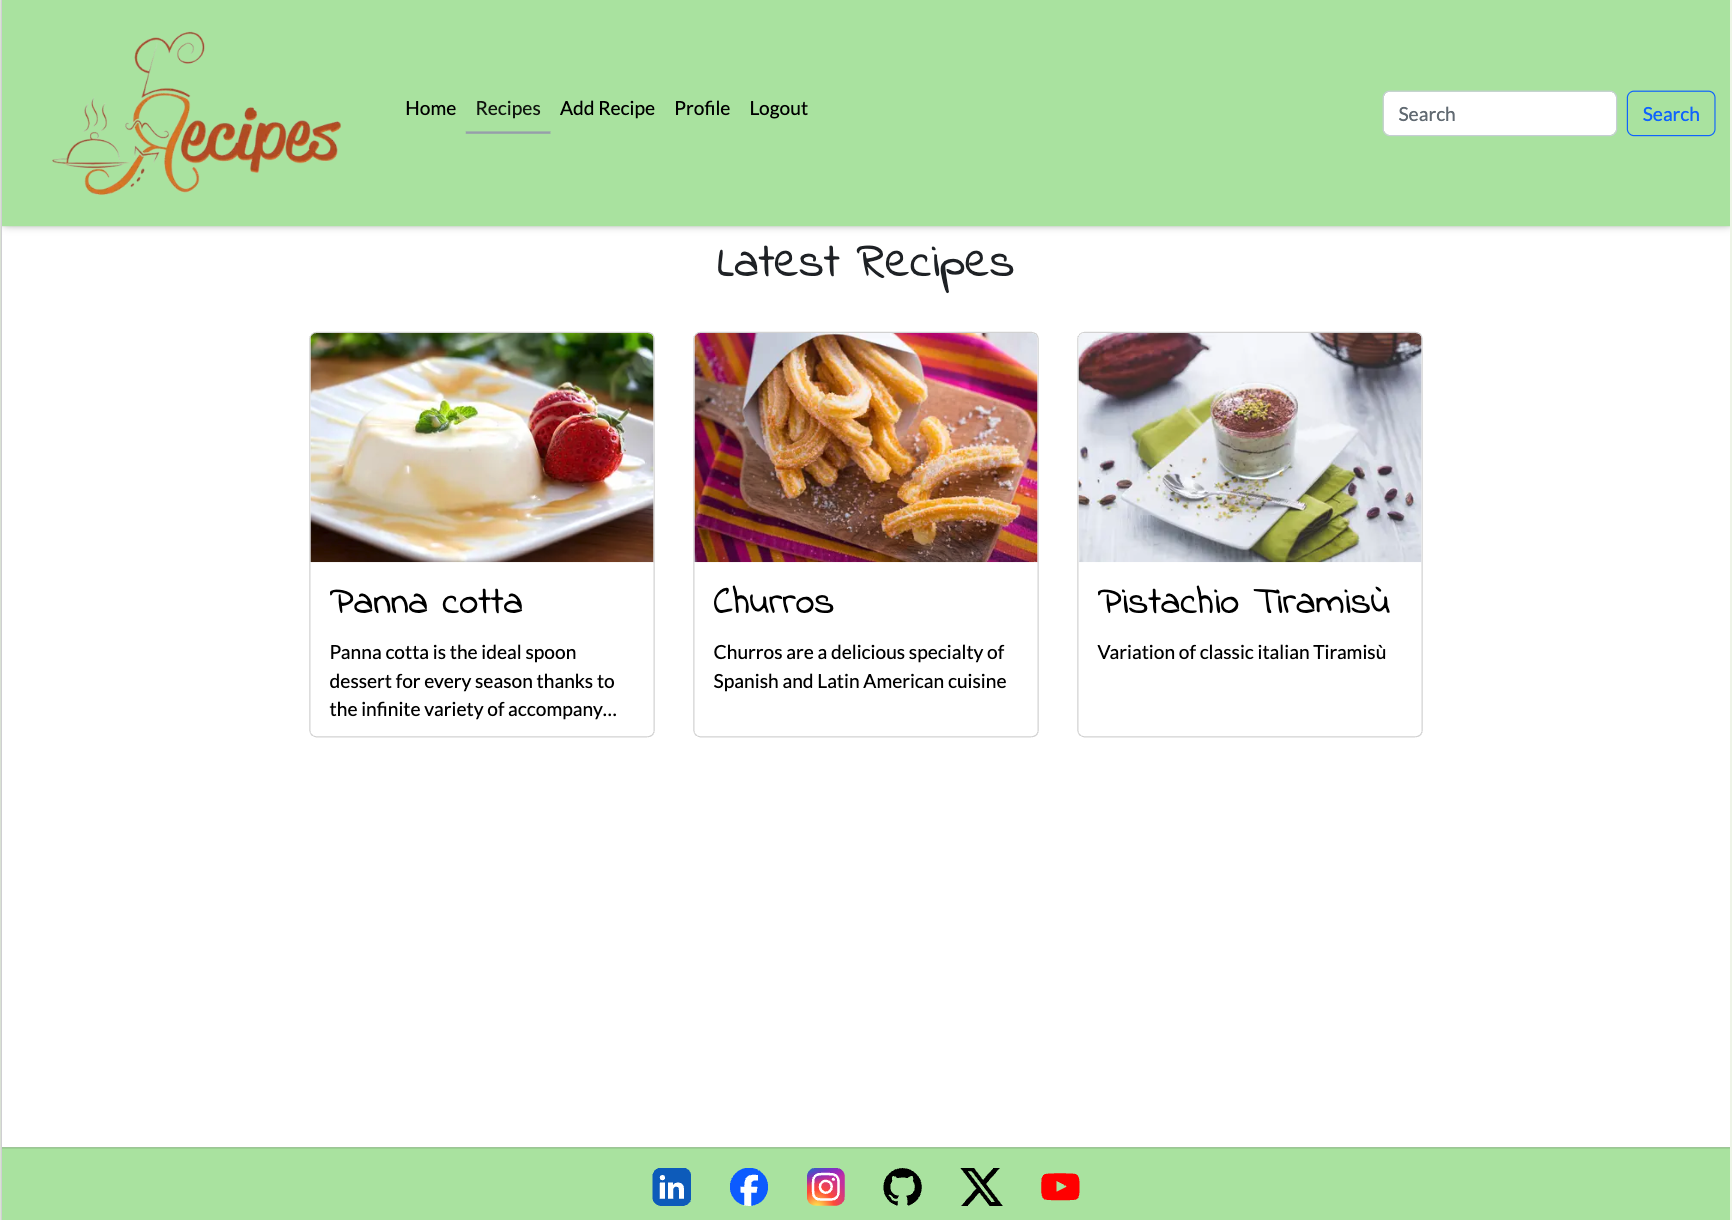 Recipes
Home Recipes Add Recipe Profile Logout
Search Search
Latest Recipes
Panna cotta
Panna cotta is the ideal spoon
dessert for every season thanks to
the infinite variety of accompany...
Churros
Churros are a delicious specialty of
Spanish and Latin American cuisine
Pistachio Tiramisù
Variation of classic italian Tiramisù
in